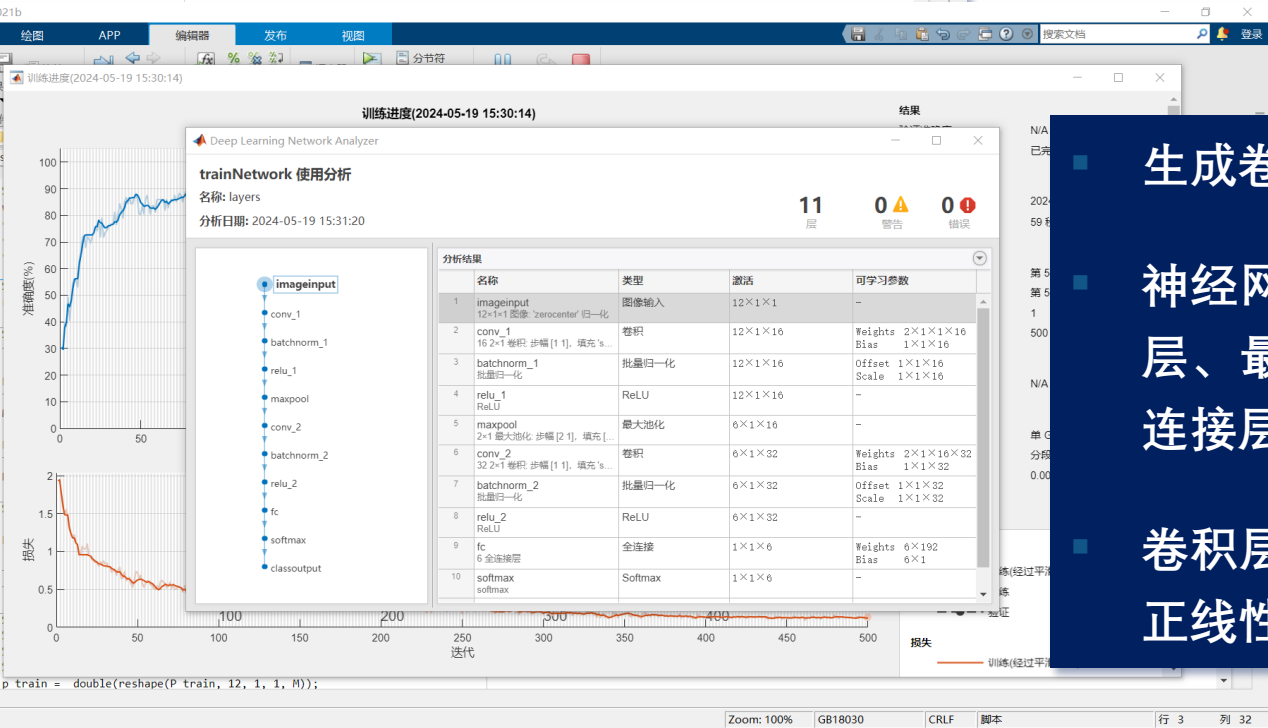 021b
绘图 APP 编辑器 发布 视图
搜索文档
登录
分节符
训练进度(2024-05-19 15:30:14)
训练进度(2024-05-19 15:30:14)
结果
N/A
59 秒
1
500
N/A
0.00
Deep Learning Network Analyzer
trainNetwork 使用分析
名称: layers
分析日期: 2024-05-19 15:31:20
11 0 0
层 警告 错误
imageinput
conv_1
batchnorm_1
relu_1
maxpool
conv_2
batchnorm_2
relu_2
fc
softmax
classoutput
分析结果
名称 类型 激活 可学习参数
1 imageinput 图像输入 12×1×1 -
12×1×1 图像: 'zerocenter' 归一化
2 conv_1 卷积 12×1×16 Weights 2×1×1×16
16 2×1 卷积: 步幅 [1 1]，填充 's... Bias 1×1×16
3 batchnorm_1 批量归一化 12×1×16 Offset 1×1×16
批量归一化 Scale 1×1×16
4 relu_1 ReLU 12×1×16 -
ReLU
5 maxpool 最大池化 6×1×16 -
2×1 最大池化: 步幅 [2 1]，填充 [...
6 conv_2 卷积 6×1×32 Weights 2×1×16×32
32 2×1 卷积: 步幅 [1 1]，填充 's... Bias 1×1×32
7 batchnorm_2 批量归一化 6×1×32 Offset 1×1×32
批量归一化 Scale 1×1×32
8 relu_2 ReLU 6×1×32 -
ReLU
9 fc 全连接 1×1×6 Weights 6×192
6 全连接层 Bias 6×1
10 softmax Softmax 1×1×6 -
softmax
准确度(%)
100
90
80
70
60
50
40
30
20
10
0
0 50
损失
2
1.5
1
0.5
0
100 200 300 400
0 50 100 150 200 250 300 350 400 450 500
迭代
练(经过平滑
练
验证
损失
训练(经过平滑
生成卷
神经网
层、最
连接层
卷积层
正线性
p train = double(reshape(P train, 12, 1, 1, M));
Zoom: 100% GB18030 CRLF 脚本 行 3 列 32